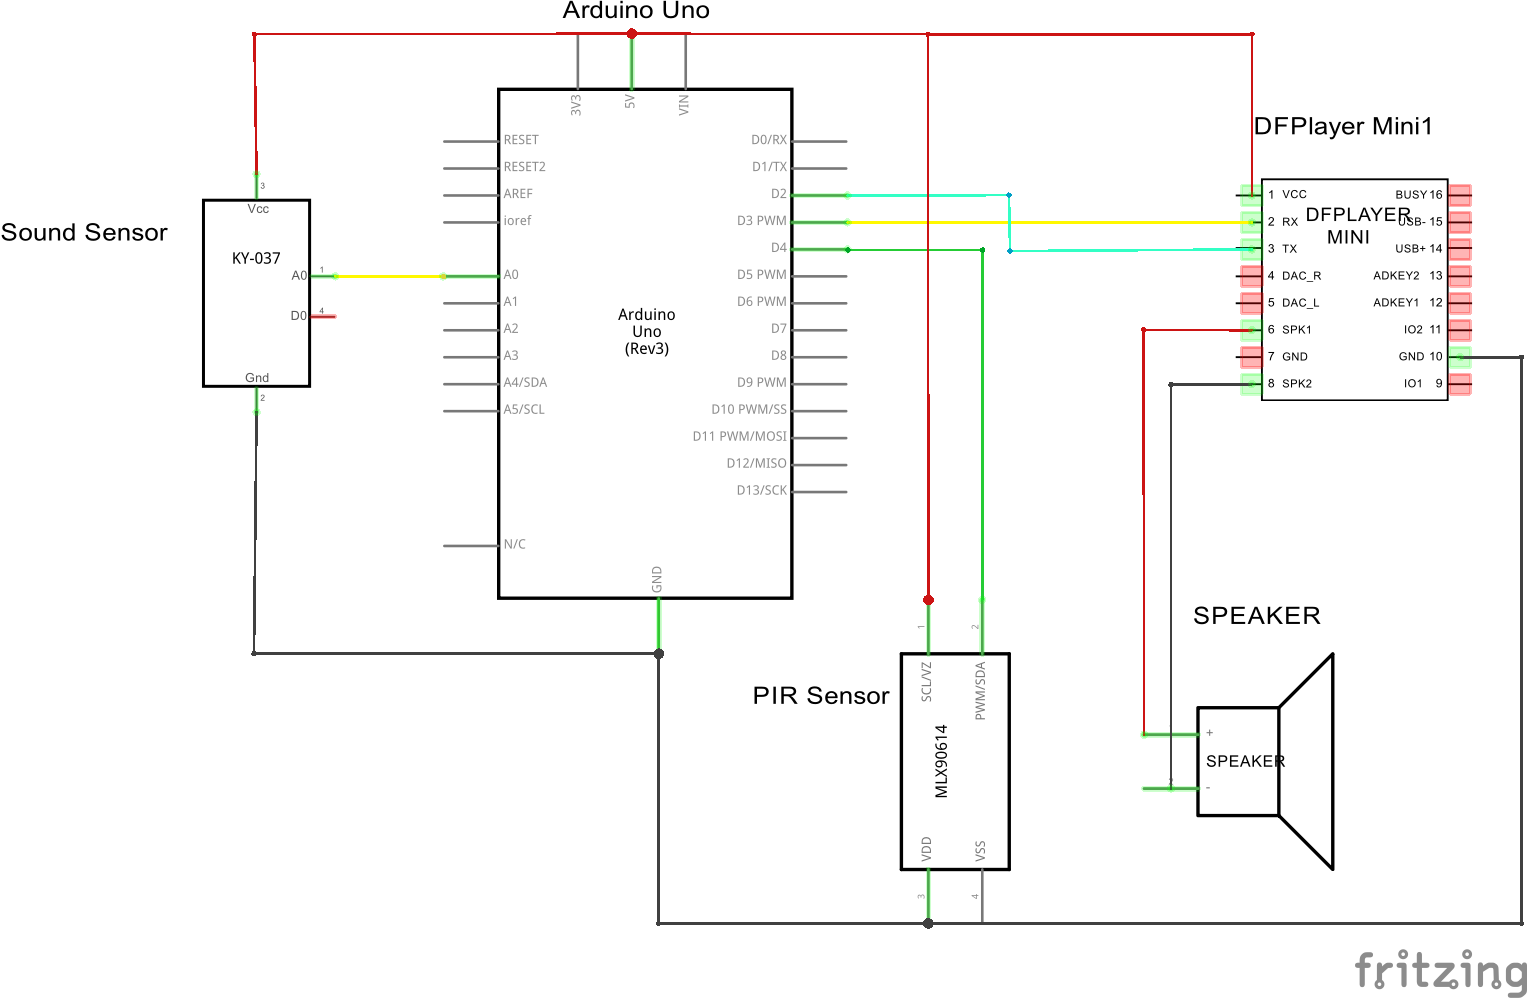 Arduino Uno
3V3
5V
VIN
RESET
RESET2
AREF
ioref
A0
A1
A2
A3
A4/SDA
A5/SCL
N/C
D0/RX
D1/TX
D2
D3 PWM
D4
D5 PWM
D6 PWM
D7
D8
D9 PWM
D10 PWM/SS
D11 PWM/MOSI
D12/MISO
D13/SCK
Arduino
Uno
(Rev3)
GND
Sound Sensor
3
Vcc
KY-037
A0 1
D0 4
Gnd
2
DFPlayer Mini1
DFPLAYER
MINI
1 VCC
2 RX
3 TX
4 DAC_R
5 DAC_L
6 SPK1
7 GND
8 SPK2
BUSY 16
USB- 15
USB+ 14
ADKEY2 13
ADKEY1 12
IO2 11
GND 10
IO1 9
PIR Sensor
1
2
SCL/VZ
PWM/SDA
MLX90614
VDD
VSS
3
4
SPEAKER
+
SPEAKER
-
fritzing